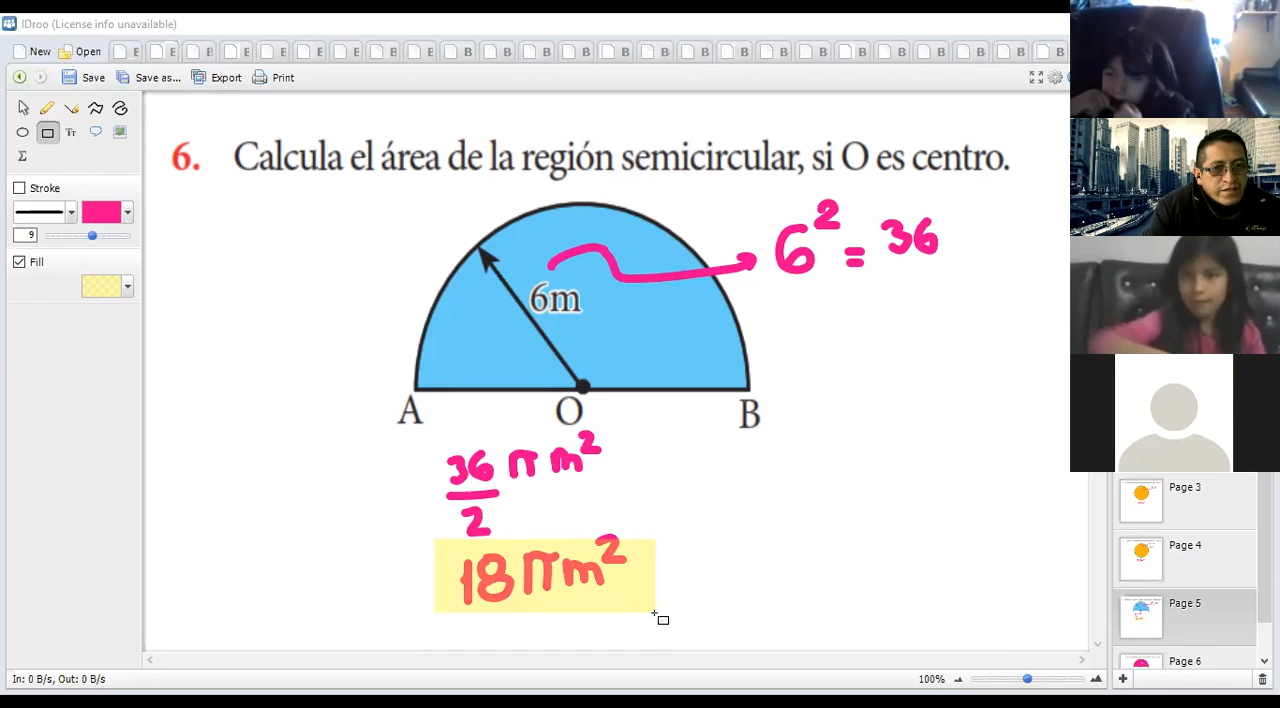 IDroo (License info unavailable)
New Open E E B E E E B B E B B B B B B B B B B B B B B B
Save Save as... Export Print
Tт
Σ
Stroke
9
Fill
6. Calcula el área de la región semicircular, si O es centro.
6m
6² = 36
A O B
36/2 π m²
18 π m²
Page 3
Page 4
Page 5
Page 6
In: 0 B/s, Out: 0 B/s
100%